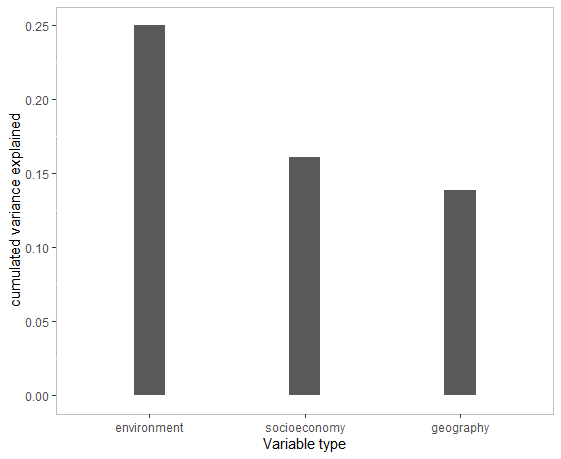 cumulated variance explained
0.25
0.20
0.15
0.10
0.05
0.00
environment socioeconomy geography
Variable type